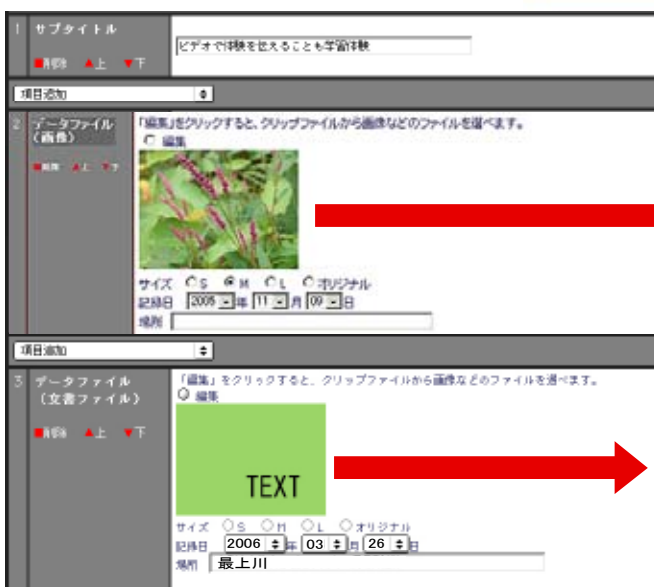 1 サブタイトル
■削除 ▲上 ▼下
ビデオで体験を伝えることも学習体験
項目追加
2 データファイル
(画像)
■削除 ▲上 ▼下
「編集」をクリックすると、クリップファイルから画像などのファイルを選べます。
編集
サイズ S M L オリジナル
記録日 2005 年 11 月 09 日
場所
項目追加
3 データファイル
(文書ファイル)
■削除 ▲上 ▼下
「編集」をクリックすると、クリップファイルから画像などのファイルを選べます。
編集
TEXT
サイズ S M L オリジナル
記録日 2006 年 03 月 26 日
場所 最上川